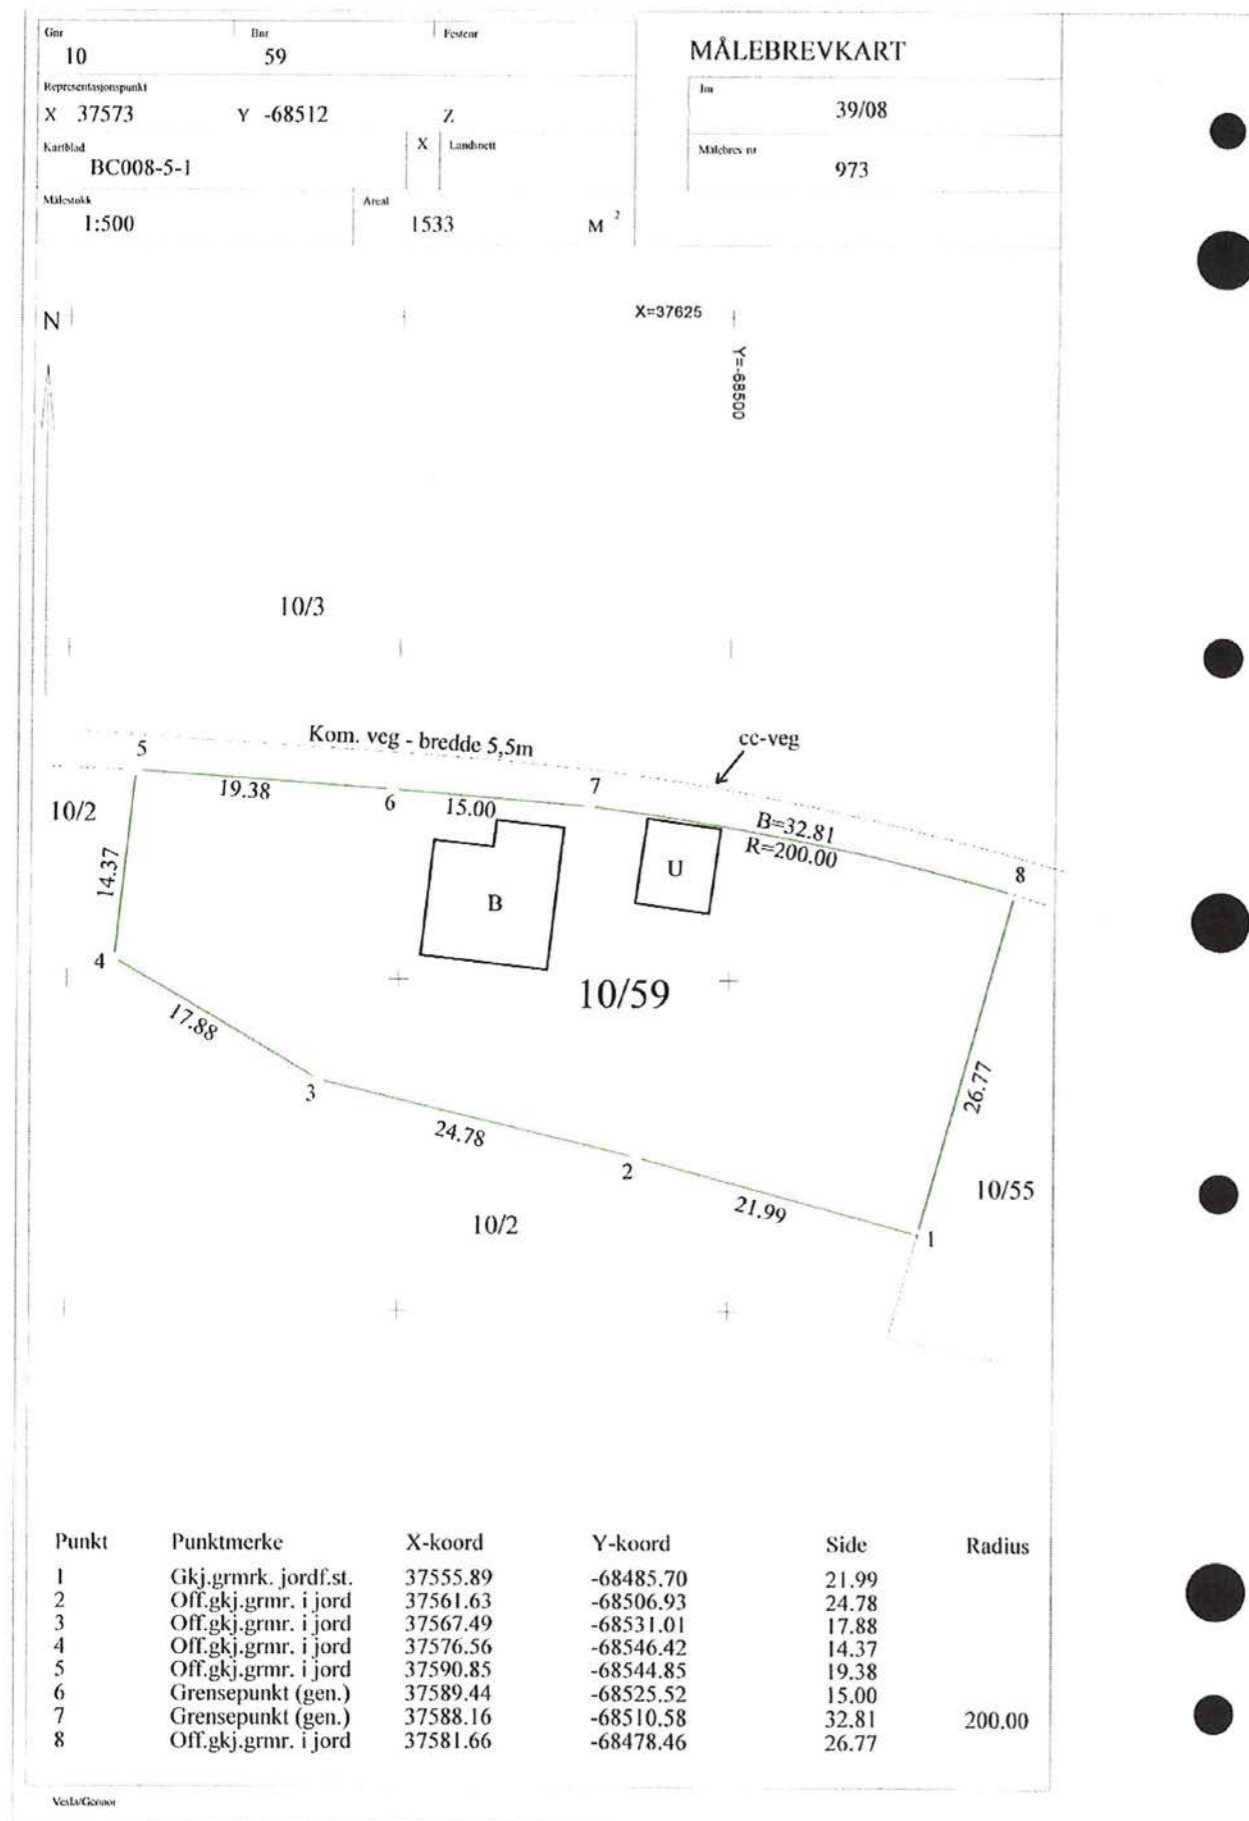 Gnr Bnr Festenr
10 59
MÅLEBREVKART
Representasjonspunkt
X 37573 Y -68512 Z
Jnr
39/08
Kartblad
BC008-5-1
X Landsnett
Målebrev nr
973
Målestokk
1:500
Areal
1533 M 2
N
X=37625
Y=-68500
10/3
Kom. veg - bredde 5,5m
cc-veg
5
19.38
6
15.00
7
B=32.81
R=200.00
8
10/2
14.37
B
U
4
10/59
17.88
3
26.77
24.78
2
21.99
10/55
10/2
1
Punkt Punktmerke X-koord Y-koord Side Radius
1 Gkj.grmrk. jordf.st. 37555.89 -68485.70 21.99
2 Off.gkj.grmr. i jord 37561.63 -68506.93 24.78
3 Off.gkj.grmr. i jord 37567.49 -68531.01 17.88
4 Off.gkj.grmr. i jord 37576.56 -68546.42 14.37
5 Off.gkj.grmr. i jord 37590.85 -68544.85 19.38
6 Grensepunkt (gen.) 37589.44 -68525.52 15.00
7 Grensepunkt (gen.) 37588.16 -68510.58 32.81 200.00
8 Off.gkj.grmr. i jord 37581.66 -68478.46 26.77